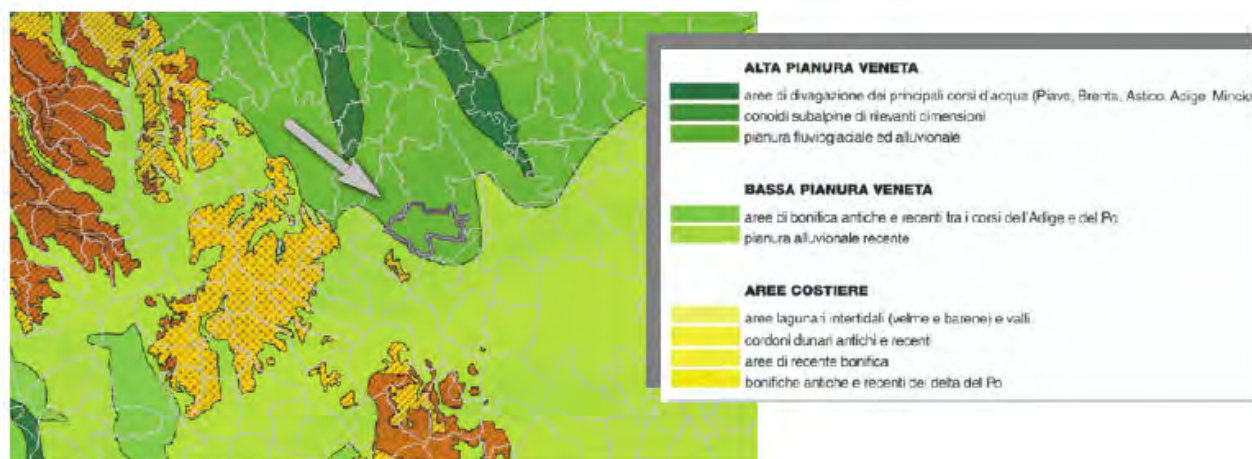 ALTA PIANURA VENETA
aree di divagazione dei principali corsi d'acqua (Piave, Brenta, Astico, Adige, Mincio
conoidi subalpine di rilevanti dimensioni
pianura fluvioglaciale ed alluvionale
BASSA PIANURA VENETA
aree di bonifica antiche e recenti fra i corsi dell'Adige e del Po
pianura alluvionale recente
AREE COSTIERE
aree lagunari intertidali (velme e barene) e valli
cordoni dunari antichi e recenti
aree di recente bonifica
bonifiche antiche e recenti del delta del Po